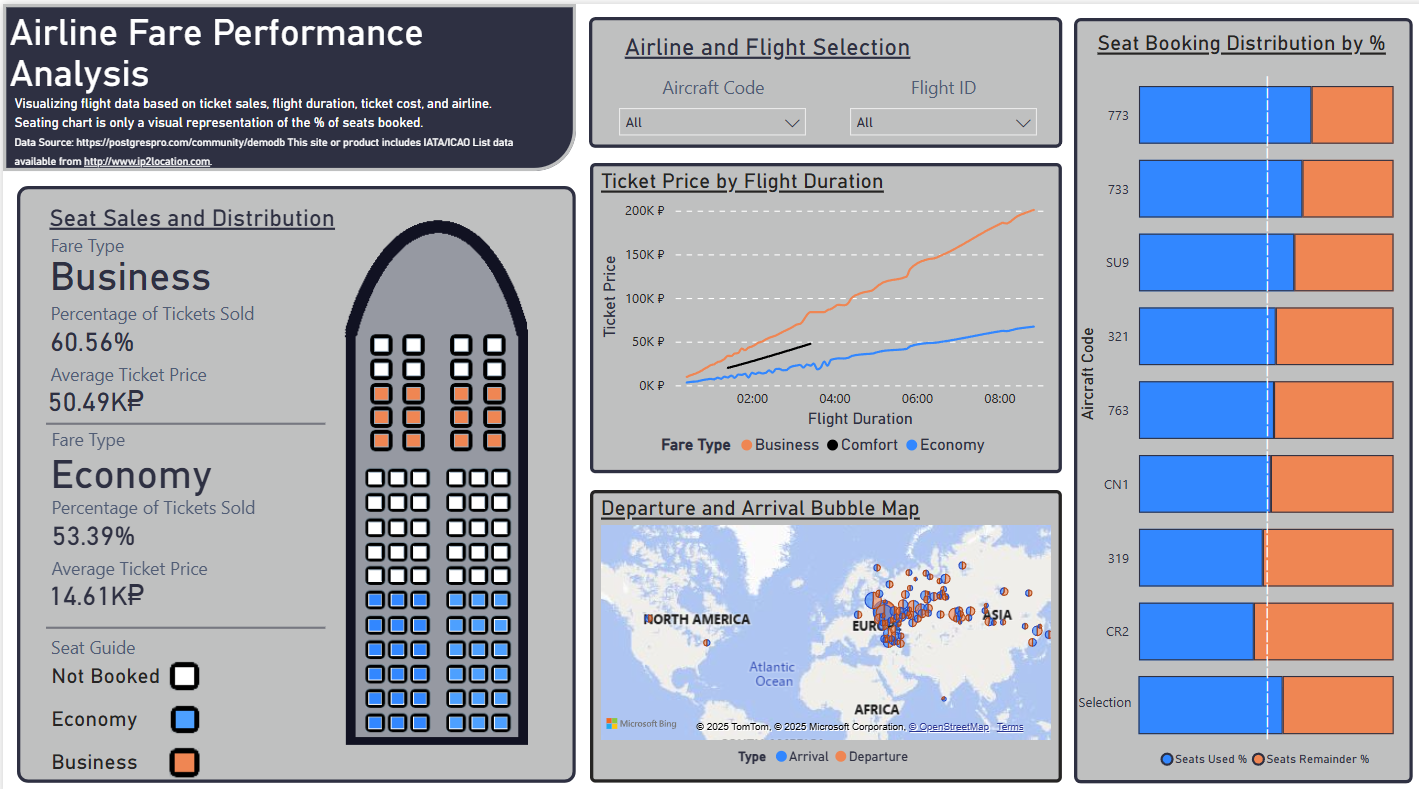 Airline Fare Performance
Analysis
Visualizing flight data based on ticket sales, flight duration, ticket cost, and airline.
Seating chart is only a visual representation of the % of seats booked.
Data Source: https://postgrespro.com/community/demodb This site or product includes IATA/ICAO List data
available from http://www.ip2location.com.
Seat Sales and Distribution
Fare Type
Business
Percentage of Tickets Sold
60.56%
Average Ticket Price
50.49K₽
Fare Type
Economy
Percentage of Tickets Sold
53.39%
Average Ticket Price
14.61K₽
Seat Guide
Not Booked
Economy
Business
Airline and Flight Selection
Aircraft Code
Flight ID
All
All
Ticket Price by Flight Duration
Ticket Price
200K ₽
150K ₽
100K ₽
50K ₽
0K ₽
02:00 04:00 06:00 08:00
Flight Duration
Fare Type Business Comfort Economy
Departure and Arrival Bubble Map
NORTH AMERICA
EUROPE
ASIA
Atlantic
Ocean
AFRICA
Microsoft Bing
© 2025 TomTom, © 2025 Microsoft Corporation, © OpenStreetMap Terms
Type Arrival Departure
Seat Booking Distribution by %
Aircraft Code
773
733
SU9
321
763
CN1
319
CR2
Selection
Seats Used % Seats Remainder %